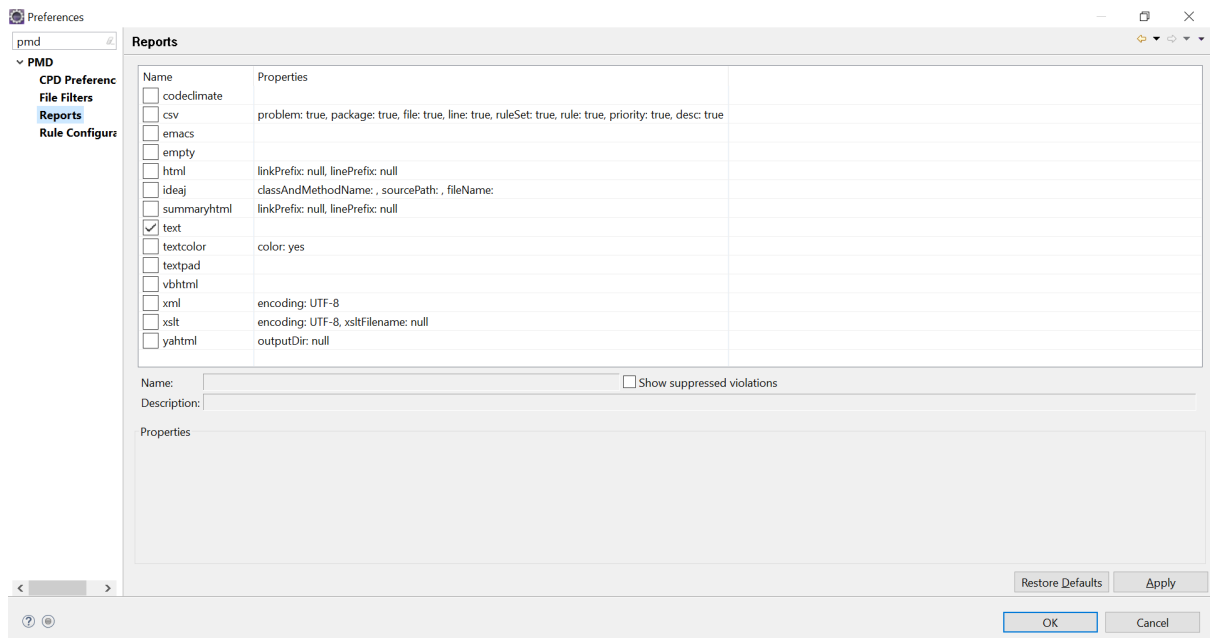 Preferences
pmd
PMD
CPD Preferenc
File Filters
Reports
Rule Configura
Reports
Name Properties
codeclimate
csv problem: true, package: true, file: true, line: true, ruleSet: true, rule: true, priority: true, desc: true
emacs
empty
html linkPrefix: null, linePrefix: null
ideaj classAndMethodName: , sourcePath: , fileName:
summaryhtml linkPrefix: null, linePrefix: null
text
textcolor color: yes
textpad
vbhtml
xml encoding: UTF-8
xslt encoding: UTF-8, xsltFilename: null
yahtml outputDir: null
Name: Show suppressed violations
Description:
Properties
Restore Defaults Apply
OK Cancel